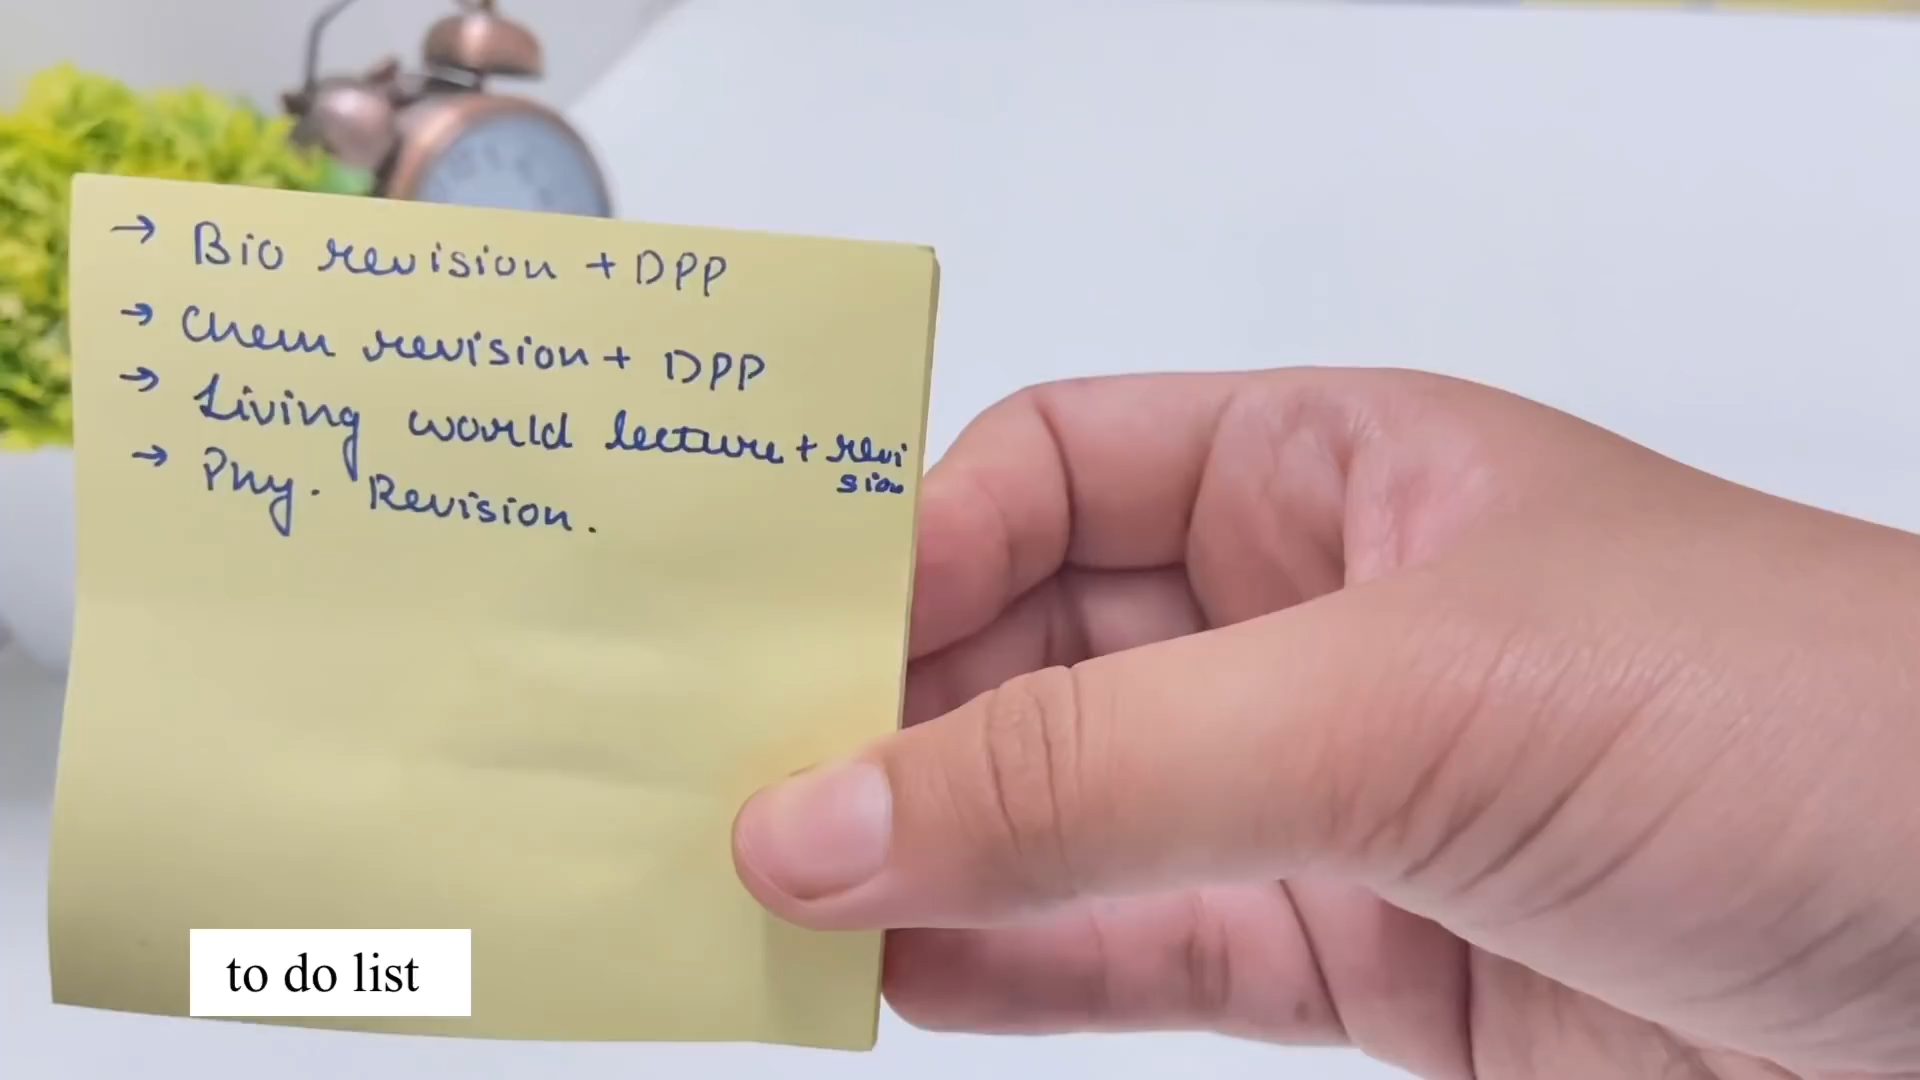 → Bio revision + DPP
→ Chem revision + DPP
→ Living world lecture + revi
sion
→ Phy. Revision.
to do list